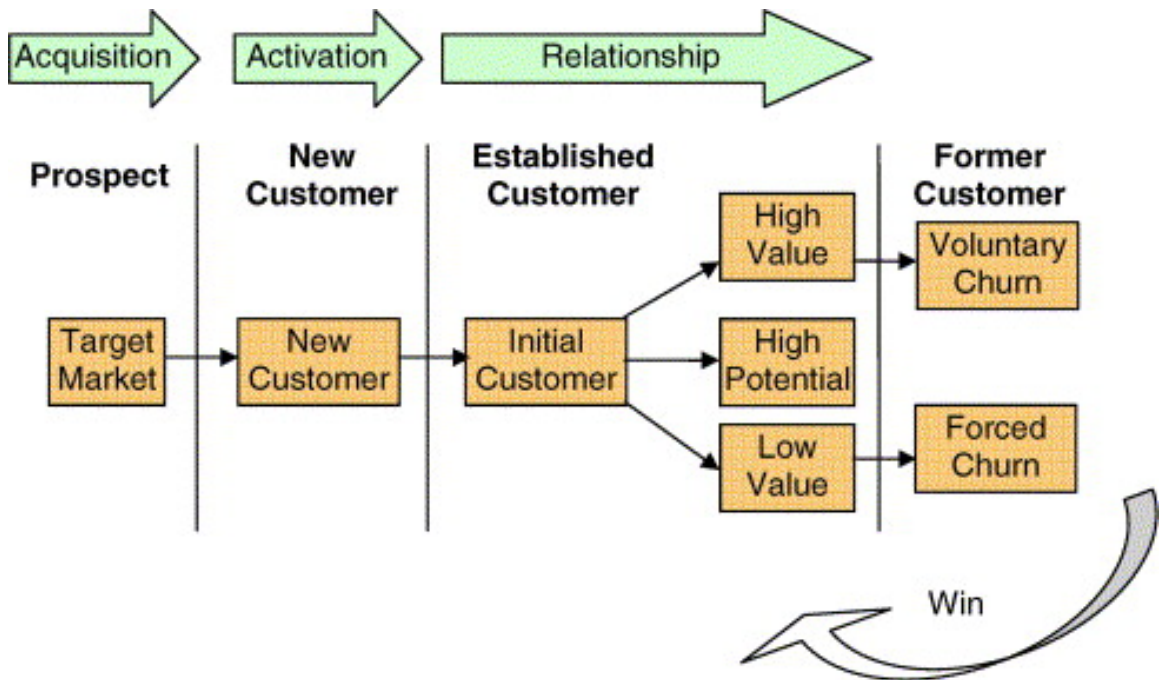 Acquisition
Activation
Relationship
Prospect
New
Customer
Established
Customer
Former
Customer
Target
Market
New
Customer
Initial
Customer
High
Value
High
Potential
Low
Value
Voluntary
Churn
Forced
Churn
Win